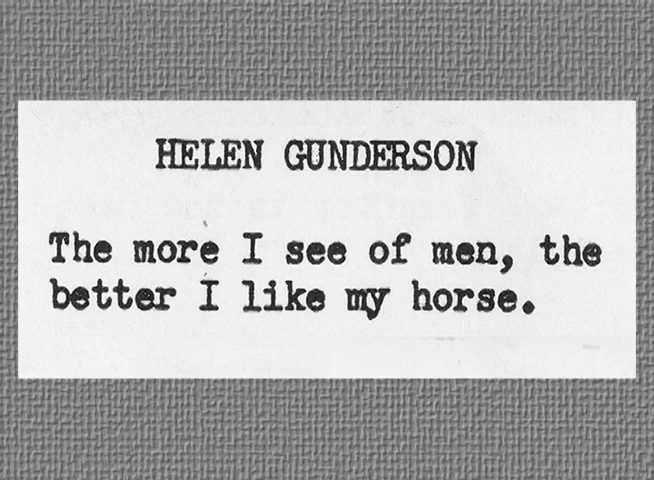 HELEN GUNDERSON
The more I see of men, the
better I like my horse.